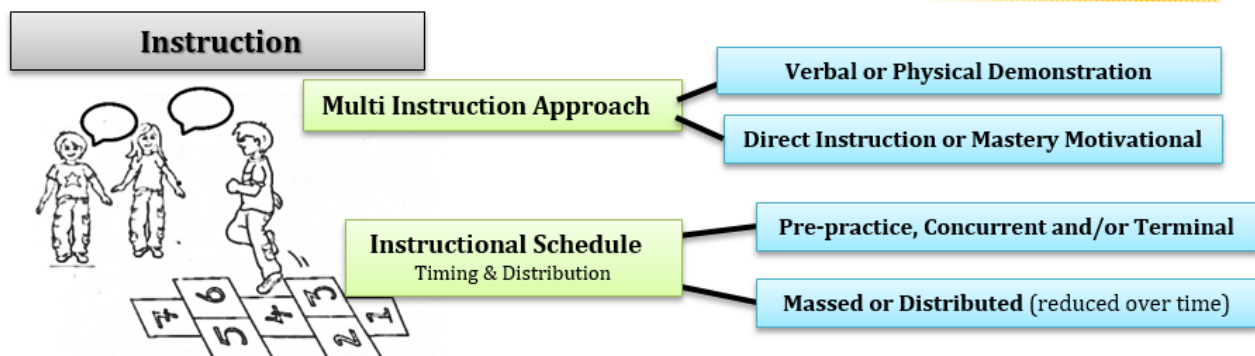 Instruction
Multi Instruction Approach
Verbal or Physical Demonstration
Direct Instruction or Mastery Motivational
Instructional Schedule
Timing & Distribution
Pre-practice, Concurrent and/or Terminal
Massed or Distributed (reduced over time)
7
6
5
4
3
2
1